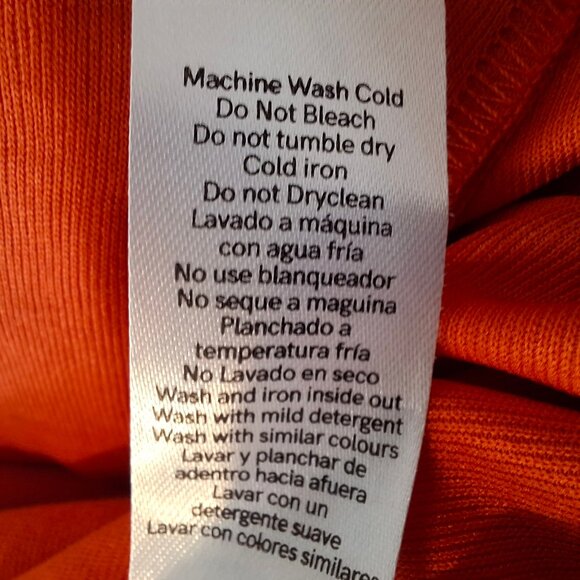 Machine Wash Cold
Do Not Bleach
Do not tumble dry
Cold iron
Do not Dryclean
Lavado a máquina
con agua fría
No use blanqueador
No seque a maguina
Planchado a
temperatura fría
No Lavado en seco
Wash and iron inside out
Wash with mild detergent
Wash with similar colours
Lavar y planchar de
adentro hacia afuera
Lavar con un
detergente suave
Lavar con colores similares